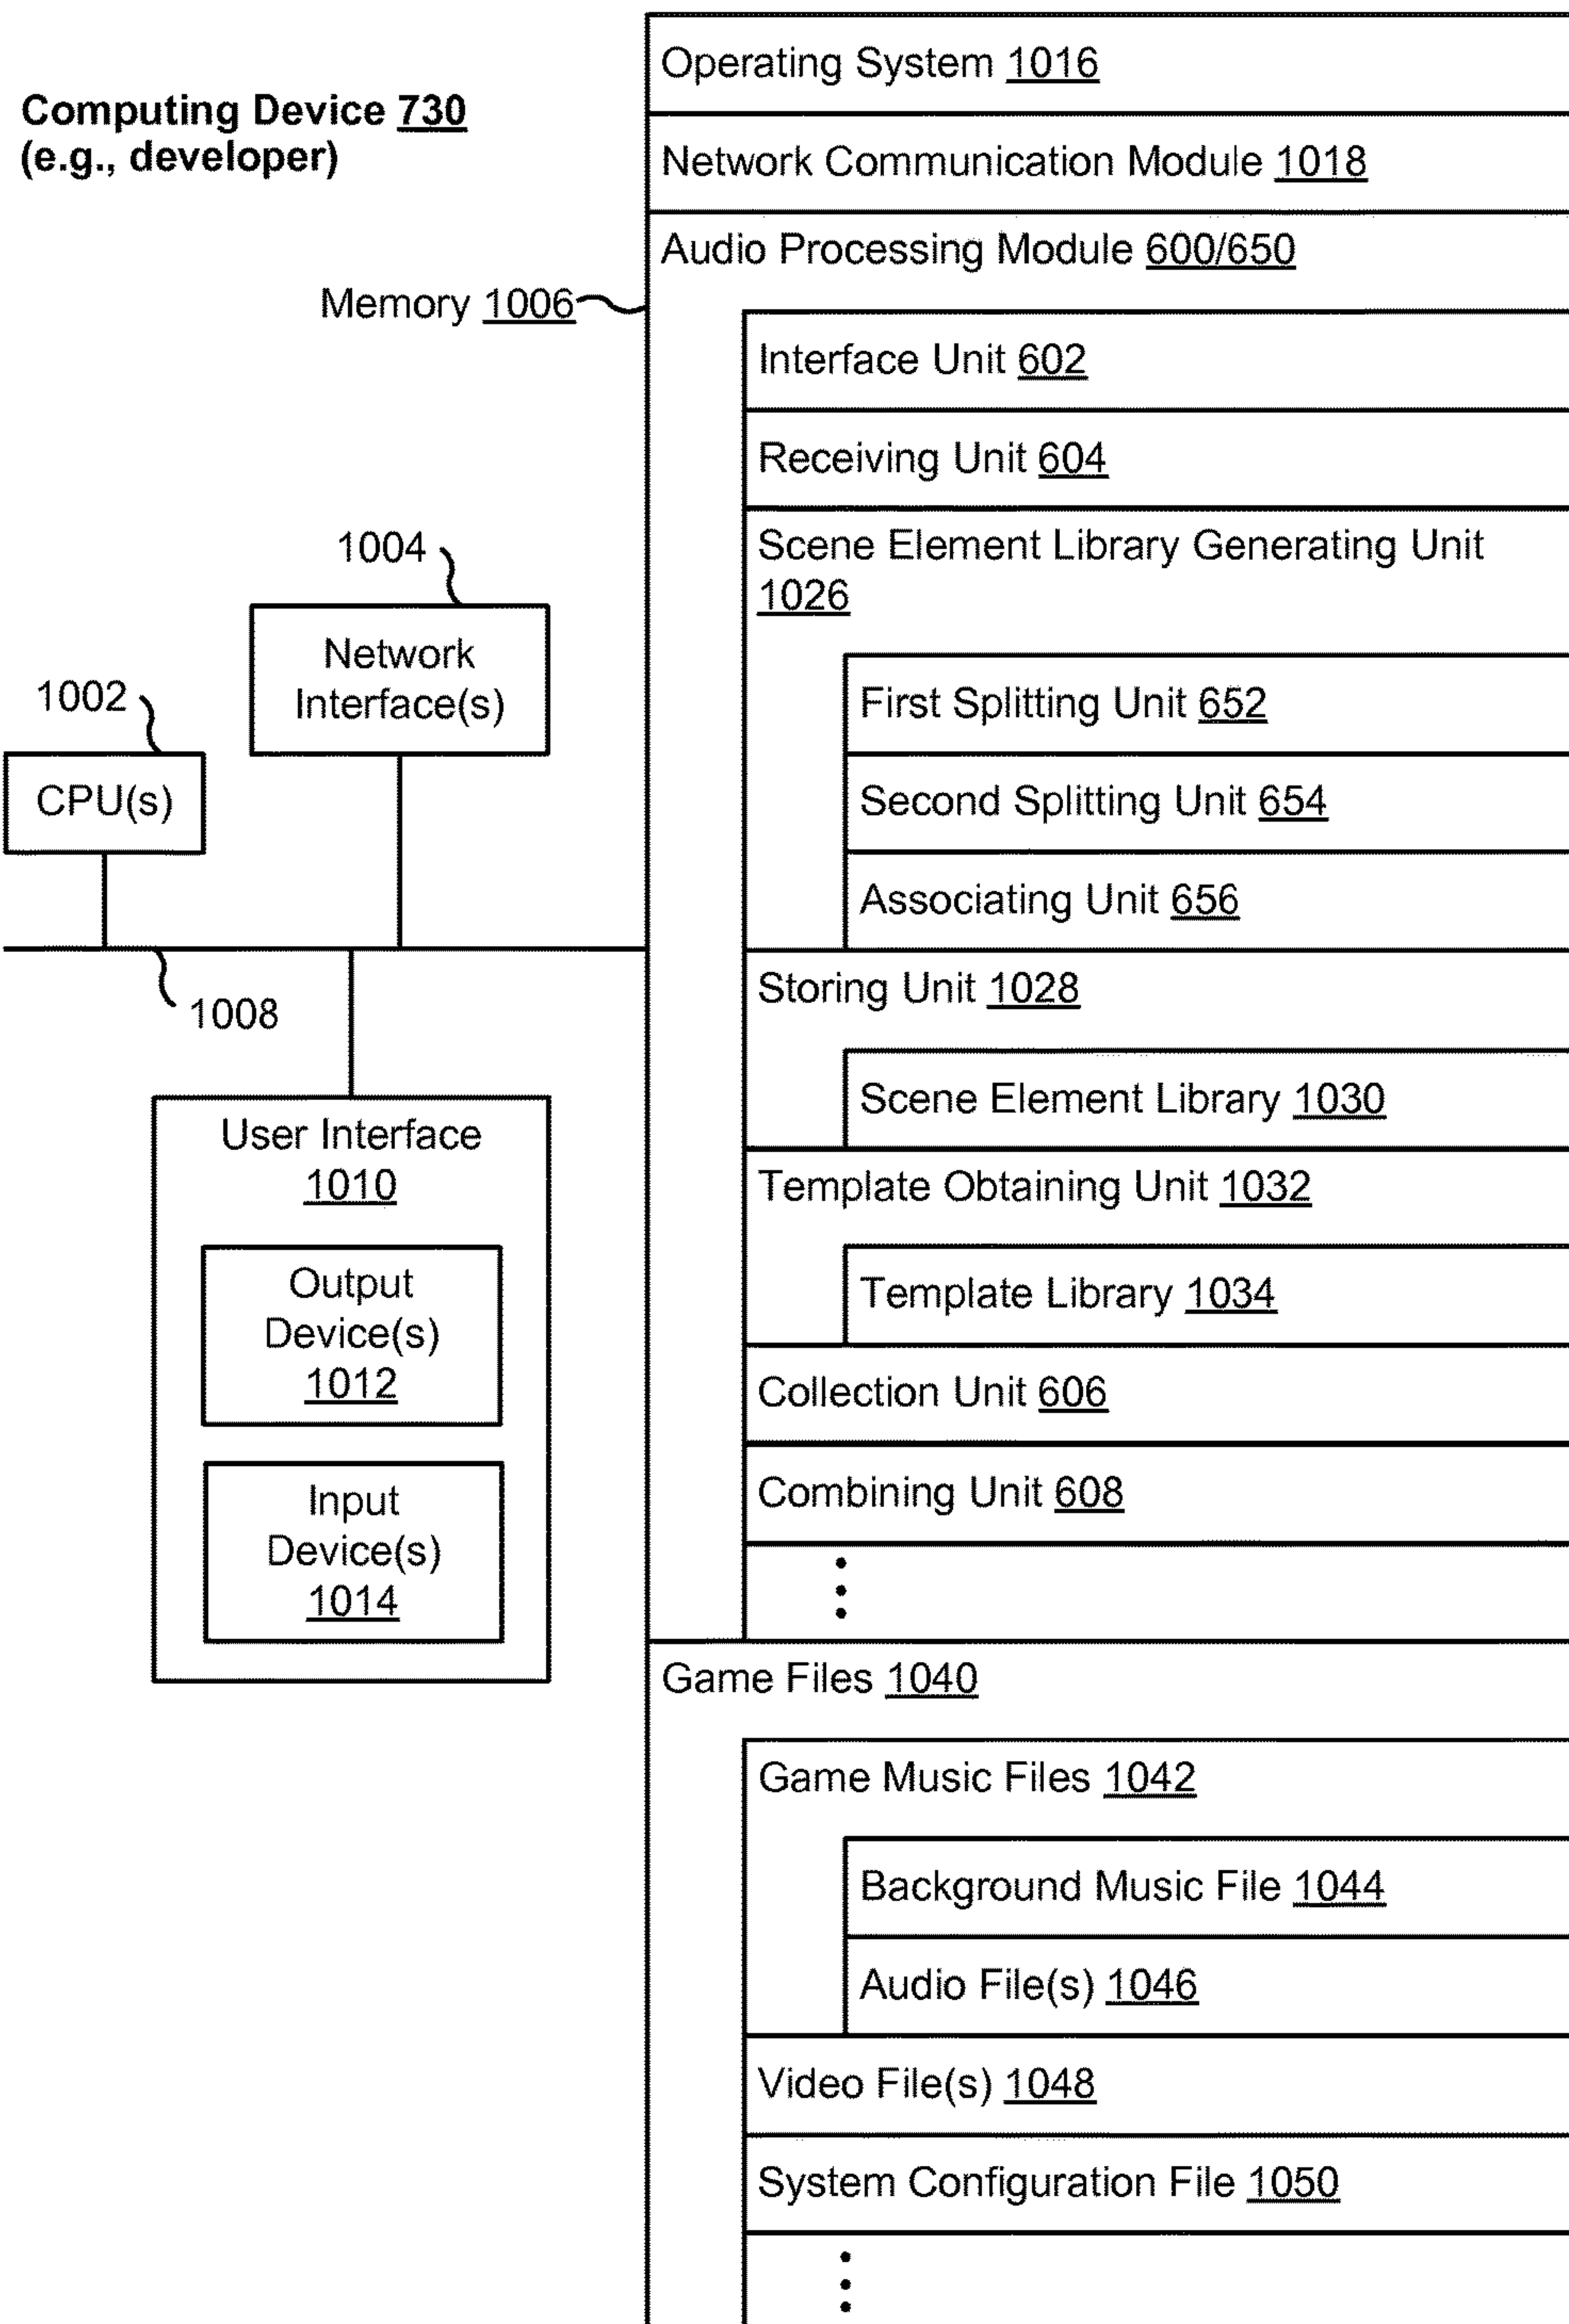 Computing Device 730
(e.g., developer)
Operating System 1016
Network Communication Module 1018
Audio Processing Module 600/650
Memory 1006
Interface Unit 602
Receiving Unit 604
Scene Element Library Generating Unit
1026
First Splitting Unit 652
Second Splitting Unit 654
Associating Unit 656
Storing Unit 1028
Scene Element Library 1030
Template Obtaining Unit 1032
Template Library 1034
Collection Unit 606
Combining Unit 608
Game Files 1040
Game Music Files 1042
Background Music File 1044
Audio File(s) 1046
Video File(s) 1048
System Configuration File 1050
1004
Network
Interface(s)
1002
CPU(s)
1008
User Interface
1010
Output
Device(s)
1012
Input
Device(s)
1014